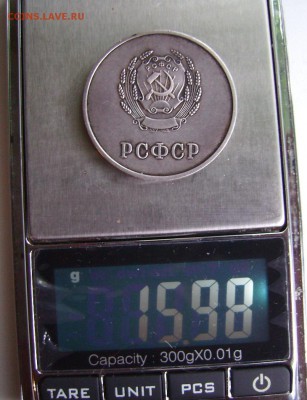 COINS.LAVE.RU
РСФСР
g
15.98
Capacity : 300gX0.01g
TARE UNIT PCS